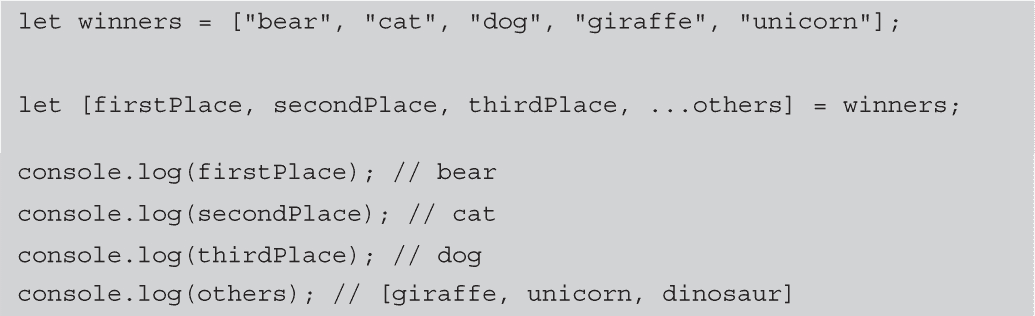 let winners = ["bear", "cat", "dog", "giraffe", "unicorn"];
let [firstPlace, secondPlace, thirdPlace, ...others] = winners;
console.log(firstPlace); // bear
console.log(secondPlace); // cat
console.log(thirdPlace); // dog
console.log(others); // [giraffe, unicorn, dinosaur]